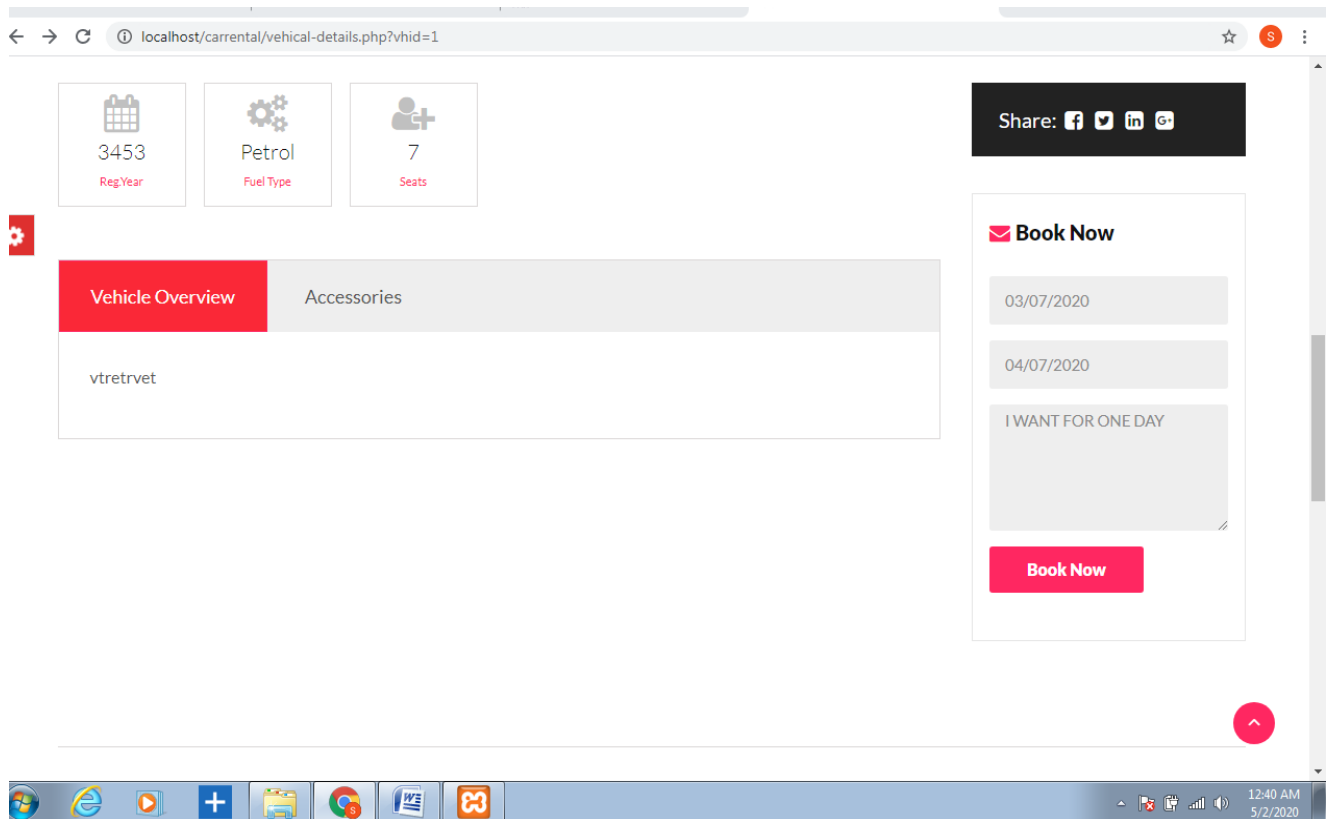 localhost/carrental/vehical-details.php?vhid=1
S
3453
Reg.Year
Petrol
Fuel Type
7
Seats
Share:
Vehicle Overview
Accessories
vtretrvet
Book Now
03/07/2020
04/07/2020
I WANT FOR ONE DAY
Book Now
12:40 AM
5/2/2020